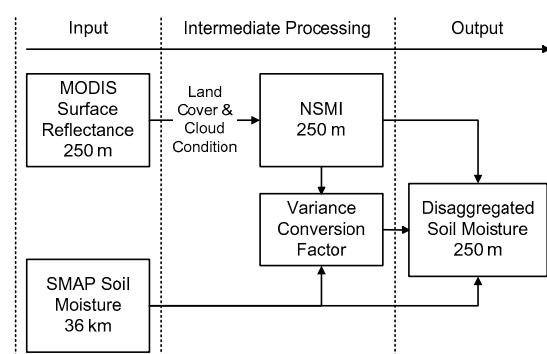 Input
Intermediate Processing
Output
MODIS
Surface
Reflectance
250 m
Land
Cover &
Cloud
Condition
NSMI
250 m
Variance
Conversion
Factor
Disaggregated
Soil Moisture
250 m
SMAP Soil
Moisture
36 km